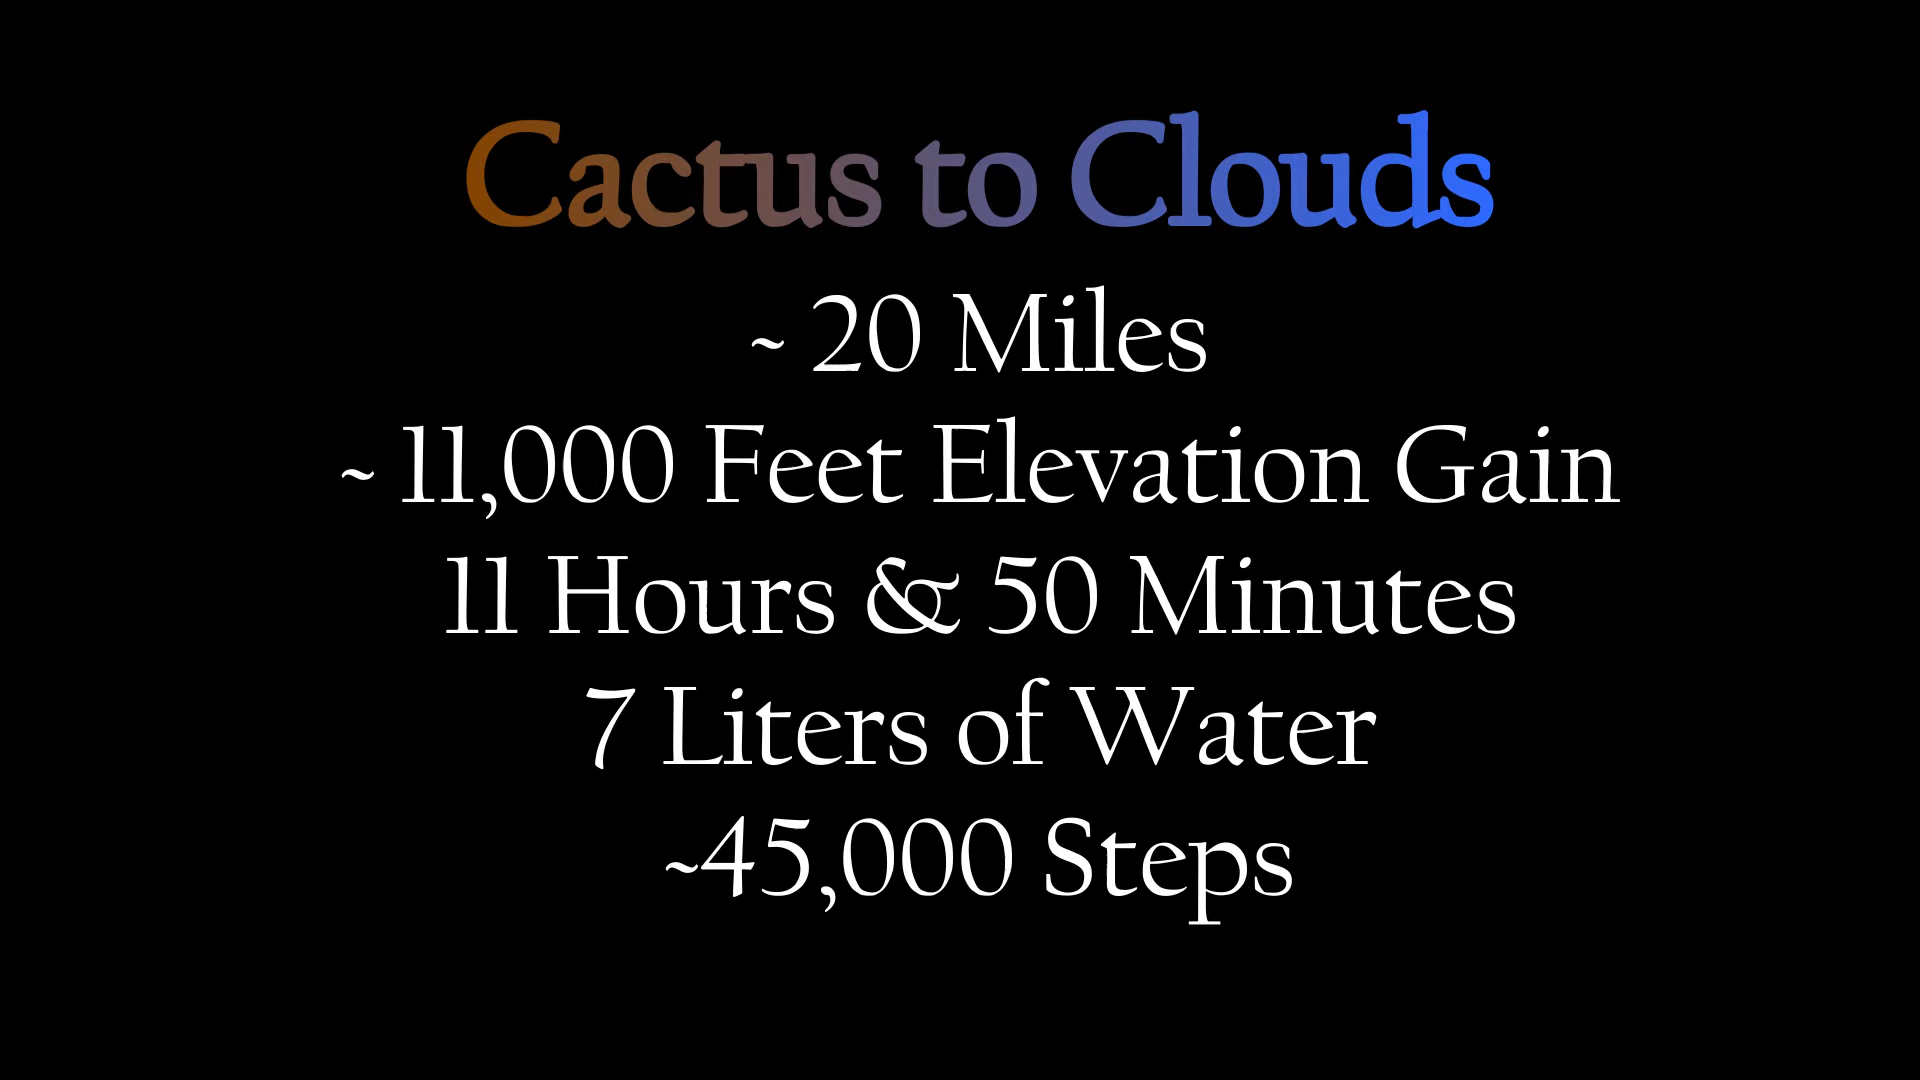 Cactus to Clouds
~ 20 Miles
~ 11,000 Feet Elevation Gain
11 Hours & 50 Minutes
7 Liters of Water
~45,000 Steps